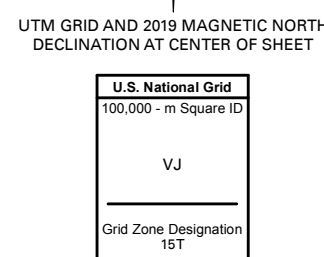 UTM GRID AND 2019 MAGNETIC NORTH
DECLINATION AT CENTER OF SHEET
U.S. National Grid
100,000 - m Square ID
VJ
Grid Zone Designation
15T